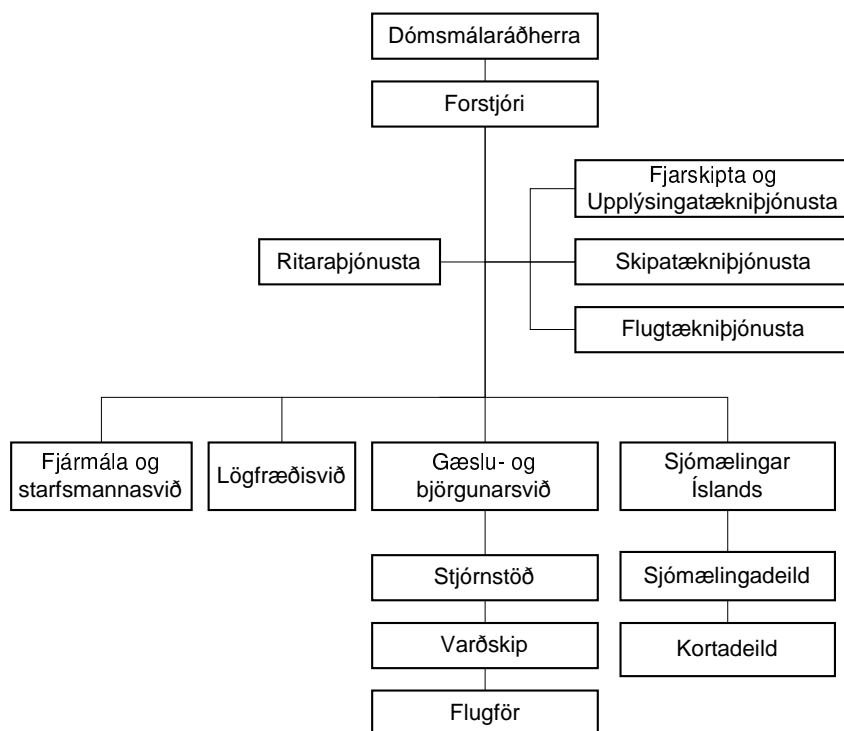 Dómsmálaráðherra
Forstjóri
Fjarskipta og
Upplýsingatækniþjónusta
Ritaraþjónusta
Skipatækniþjónusta
Flugtækniþjónusta
Fjármála og
starfsmannasvið
Lögfræðisvið
Gæslu- og
björgunarsvið
Sjómælingar
Íslands
Stjórnstöð
Sjómælingadeild
Varðskip
Kortadeild
Flugför